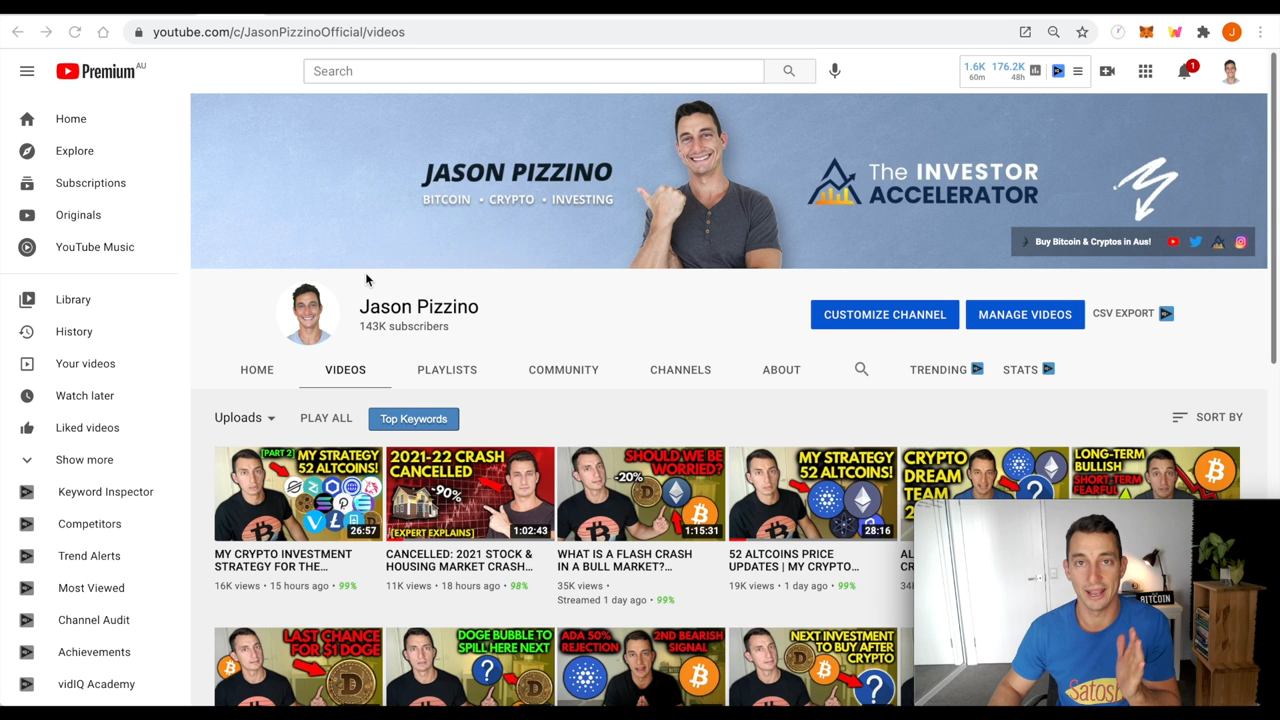 youtube.com/c/JasonPizzinoOfficial/videos
J
Premium AU
Search
1.6K 176.2K
60m 48h
1
Home
Explore
Subscriptions
Originals
YouTube Music
Library
History
Your videos
Watch later
Liked videos
Show more
Keyword Inspector
Competitors
Trend Alerts
Most Viewed
Channel Audit
Achievements
vidIQ Academy
JASON PIZZINO
BITCOIN • CRYPTO • INVESTING
The INVESTOR
ACCELERATOR
Buy Bitcoin & Cryptos in Aus!
Jason Pizzino
143K subscribers
CUSTOMIZE CHANNEL
MANAGE VIDEOS
CSV EXPORT
HOME
VIDEOS
PLAYLISTS
COMMUNITY
CHANNELS
ABOUT
TRENDING
STATS
Uploads
PLAY ALL
Top Keywords
SORT BY
[PART 2] MY STRATEGY
52 ALTCOINS!
26:57
2021-22 CRASH
CANCELLED
-90%
[EXPERT EXPLAINS]
1:02:43
SHOULD WE BE
WORRIED?
-20%
1:15:31
MY STRATEGY
52 ALTCOINS!
28:16
CRYPTO
DREAM
TEAM
?
LONG-TERM
BULLISH
SHORT TERM
FEARFUL
MY CRYPTO INVESTMENT
STRATEGY FOR THE...
16K views • 15 hours ago • 99%
CANCELLED: 2021 STOCK &
HOUSING MARKET CRASH...
11K views • 18 hours ago • 98%
WHAT IS A FLASH CRASH
IN A BULL MARKET?...
35K views •
Streamed 1 day ago • 99%
52 ALTCOINS PRICE
UPDATES | MY CRYPTO...
19K views • 1 day ago • 99%
LAST CHANCE
FOR $1 DOGE
DOGE BUBBLE TO
SPILL HERE NEXT
?
ADA 50%
REJECTION
2ND BEARISH
SIGNAL
NEXT INVESTMENT
TO BUY AFTER
CRYPTO
?
BITCOIN